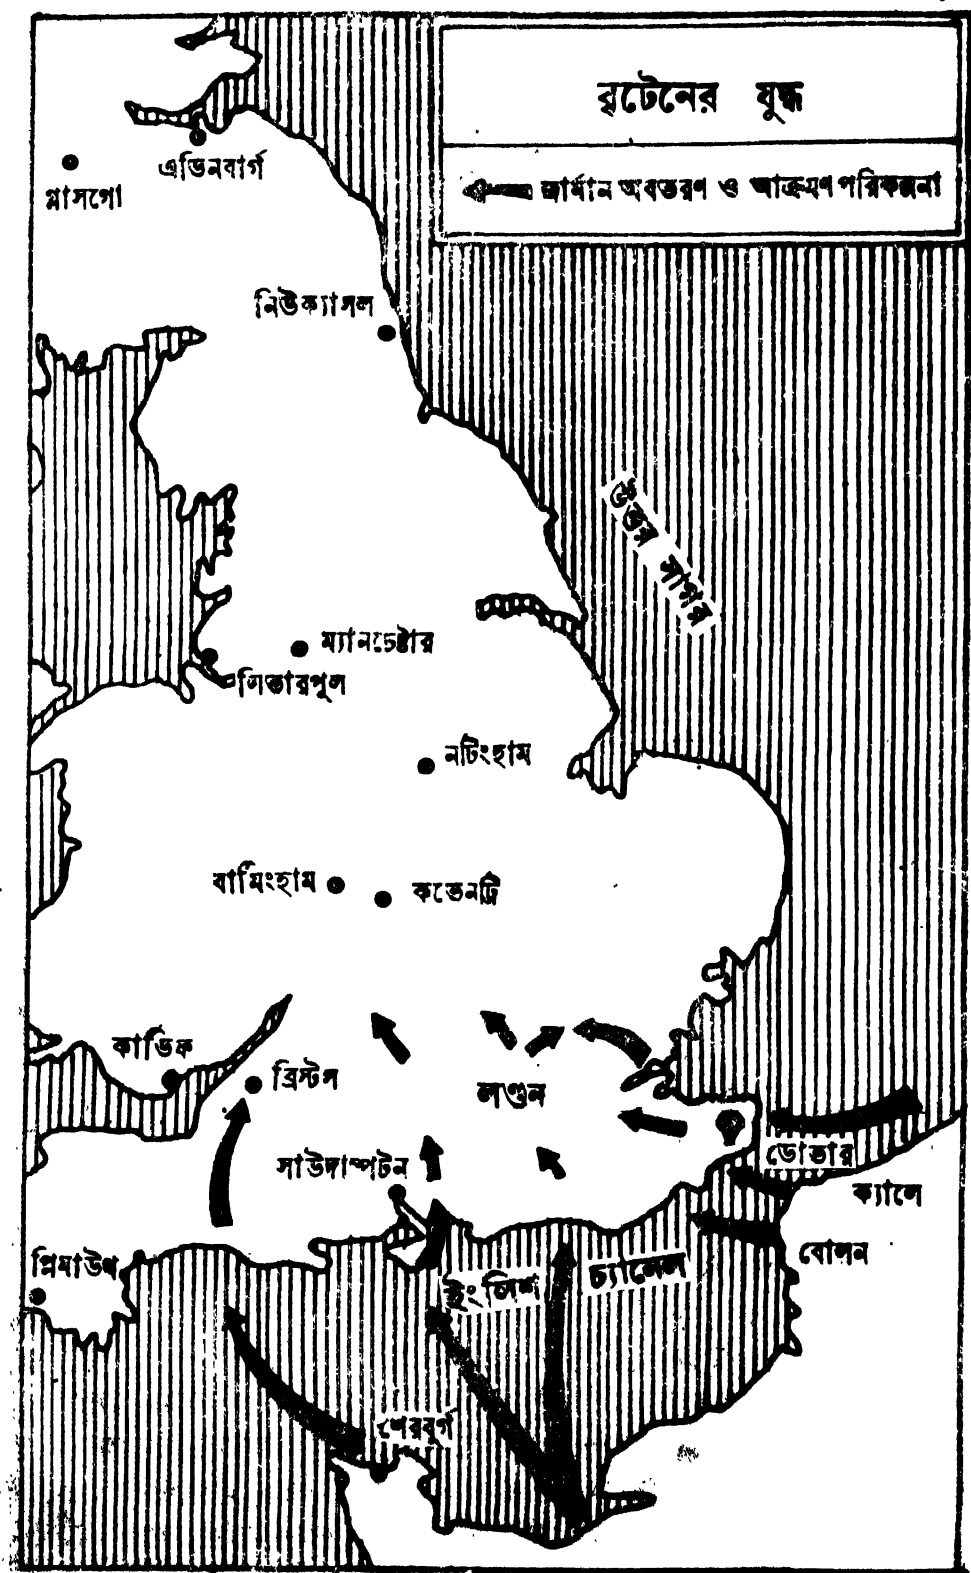 বৃটেনের যুদ্ধ
জার্মান অবতরণ ও আক্রমণ পরিকল্পনা
এডিনবার্গ
গ্লাসগো
নিউক্যাসল
উত্তর সাগর
ম্যানচেষ্টার
লিভারপুল
নটিংহাম
বার্মিংহাম
কভেনট্রি
কার্ডিফ
ব্রিস্টল
লণ্ডন
ডোভার
সাউদাম্পটন
ক্যালে
প্লিমাউথ
বোলন
ইংলিশ চ্যানেল
শেরবুর্গ